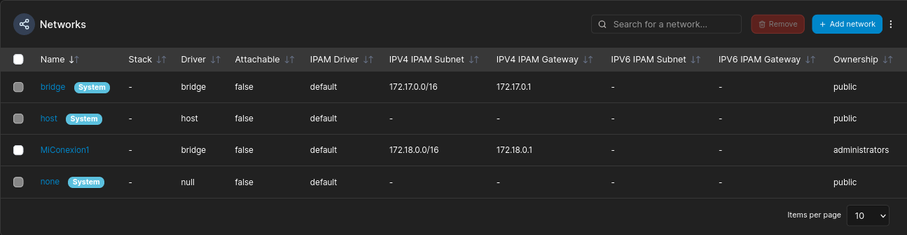 Networks Search for a network... Remove + Add network
Name Stack Driver Attachable IPAM Driver IPV4 IPAM Subnet IPV4 IPAM Gateway IPV6 IPAM Subnet IPV6 IPAM Gateway Ownership
bridge System - bridge false default 172.17.0.0/16 172.17.0.1 - - public
host System - host false default - - - - public
MiConexion1 - bridge false default 172.18.0.0/16 172.18.0.1 - - administrators
none System - null false default - - - - public
Items per page 10